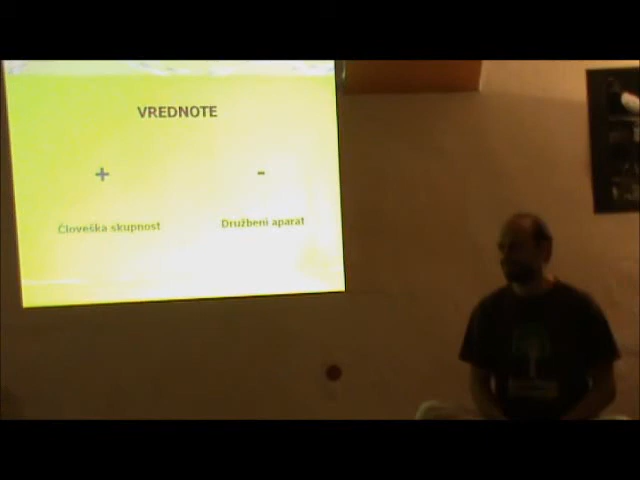 VREDNOTE
+ -
Človeška skupnost Družbeni aparat